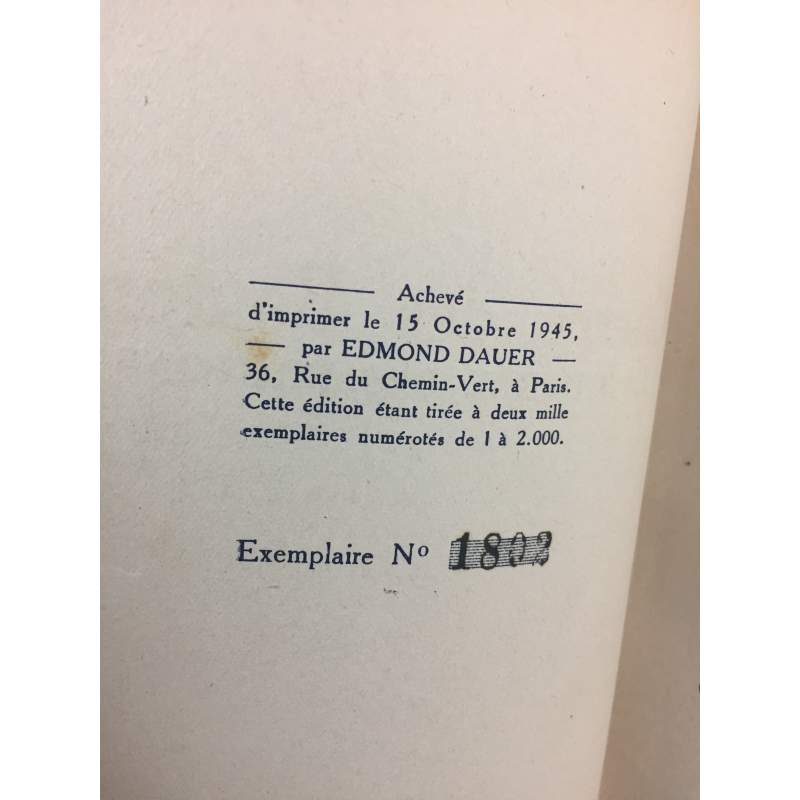 Achevé
d'imprimer le 15 Octobre 1945,
— par EDMOND DAUER —
36, Rue du Chemin-Vert, à Paris.
Cette édition étant tirée à deux mille
exemplaires numérotés de 1 à 2.000.
Exemplaire Nº 1802